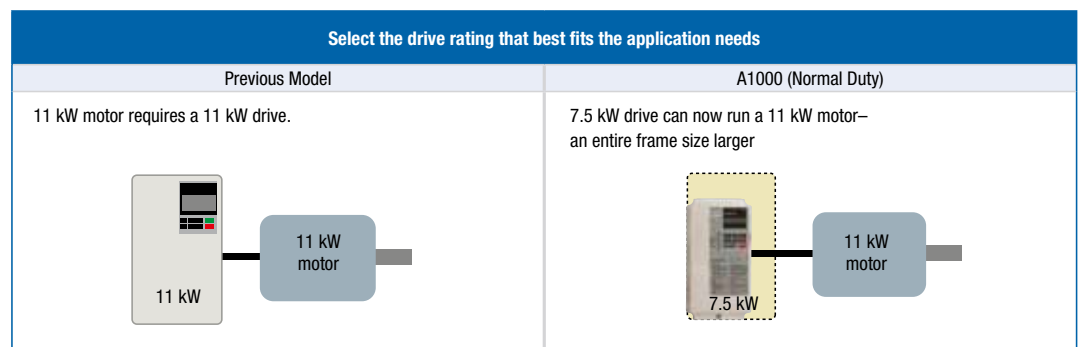 Select the drive rating that best fits the application needs
Previous Model
A1000 (Normal Duty)
11 kW motor requires a 11 kW drive.
7.5 kW drive can now run a 11 kW motor–
an entire frame size larger
11 kW
motor
11 kW
11 kW
motor
7.5 kW